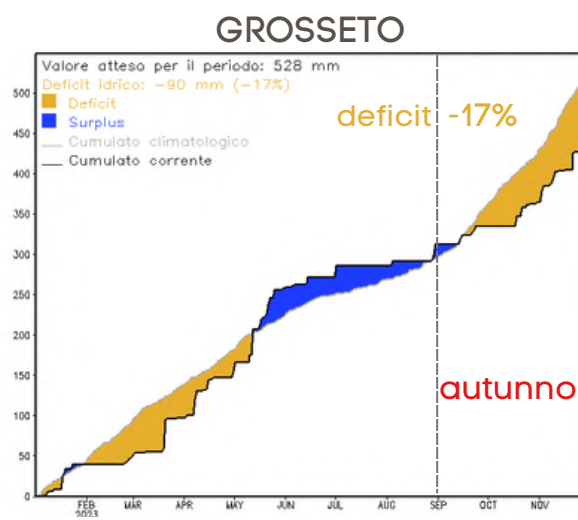 GROSSETO
Valore atteso per il periodo: 528 mm
Deficit idrico: -90 mm (-17%)
Deficit
Surplus
Cumulato climatologico
Cumulato corrente
deficit -17%
500
450
400
350
300
250
200
150
100
50
0
autunno
FEB MAR APR MAY JUN JUL AUG SEP OCT NOV
2023